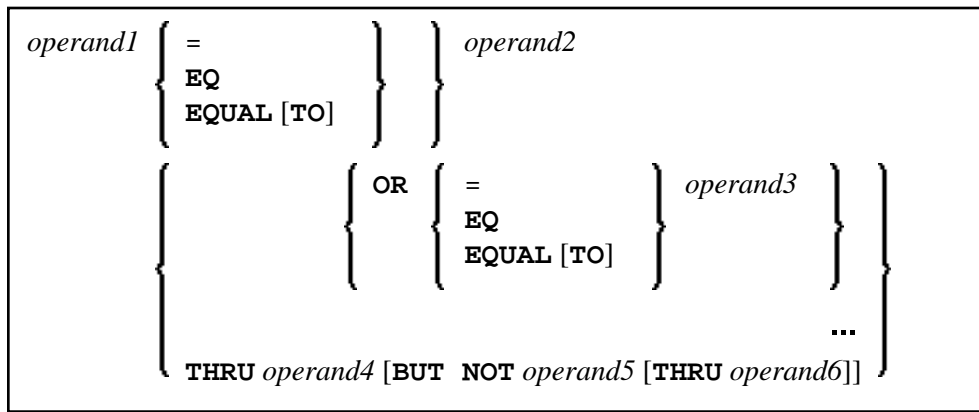 operand1 = operand2
EQ
EQUAL [TO]
OR = operand3
EQ
EQUAL [TO]
...
THRU operand4 [BUT NOT operand5 [THRU operand6]]